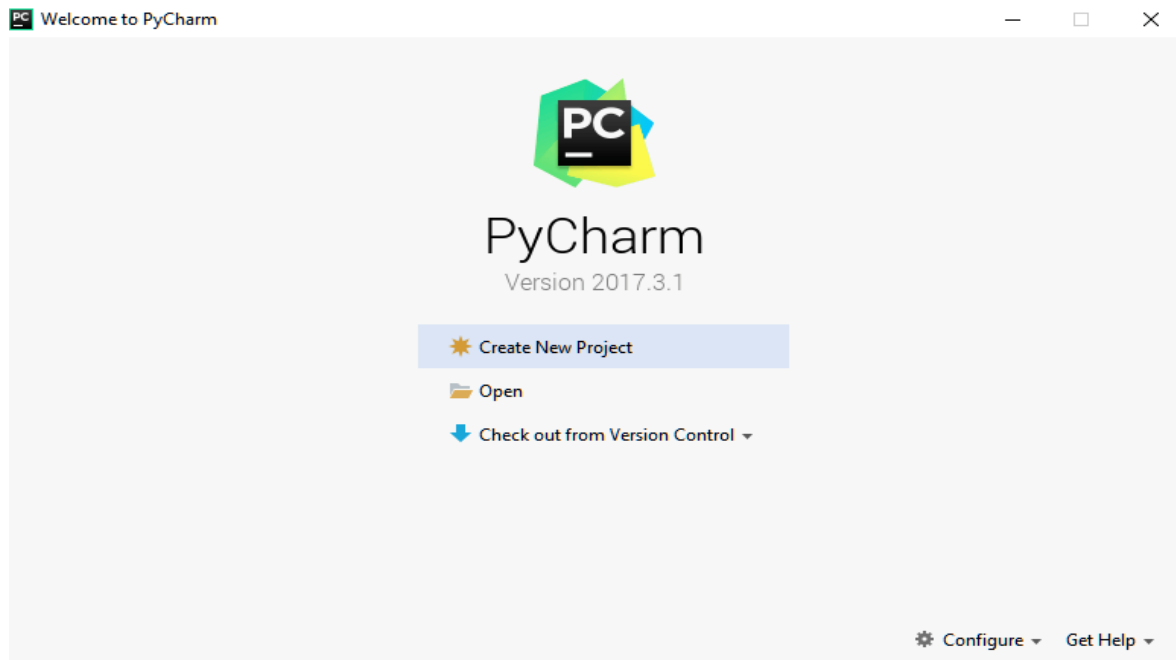 PC Welcome to PyCharm
PC
PyCharm
Version 2017.3.1
Create New Project
Open
Check out from Version Control
Configure Get Help